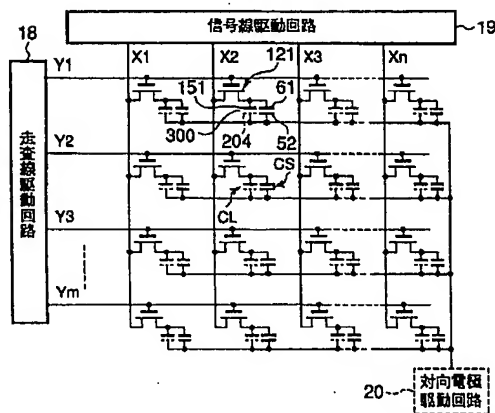 18
信号線駆動回路
19
X1 X2 X3 Xn
Y1
121
151
61
300
204
52
走査線駆動回路
Y2
CS
CL
Y3
Ym
20
対向電極
駆動回路